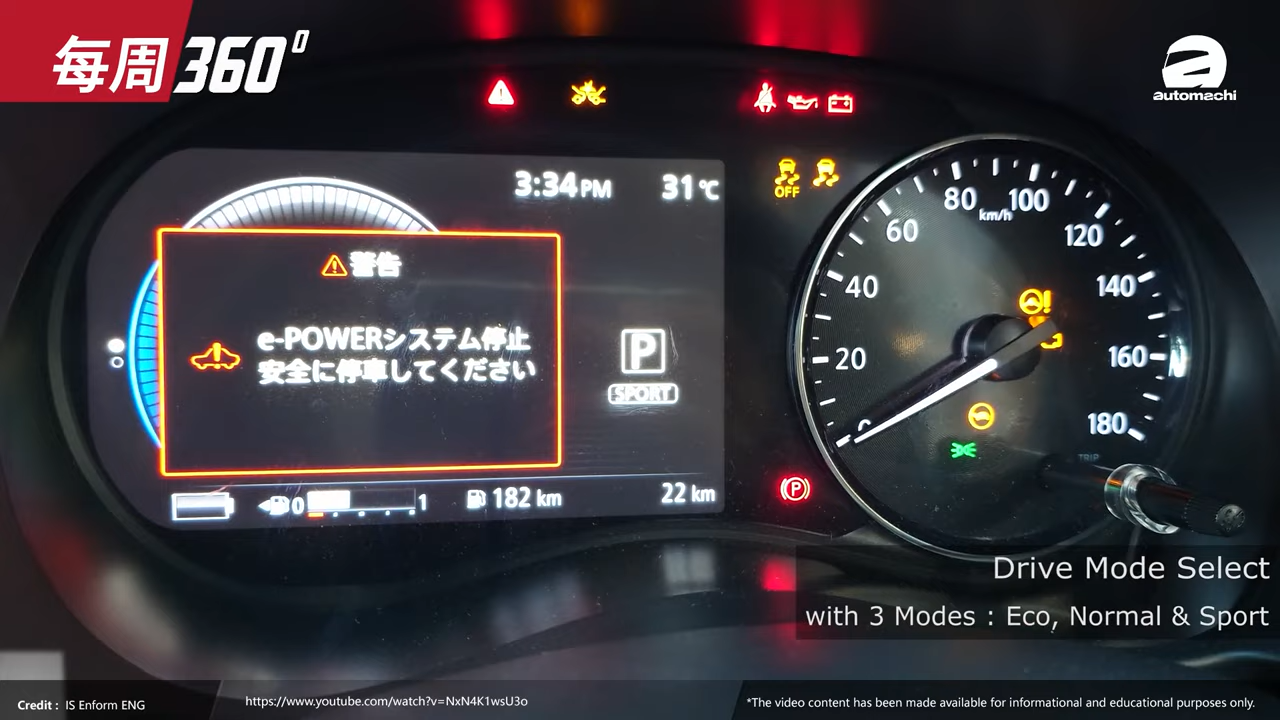 每周360°
automachi
3:34 PM
31℃
OFF
警告
e-POWERシステム停止
安全に停車してください
P
SPORT
0
1
182 km
22 km
0
20
40
60
80
100
120
140
160
180
km/h
TRIP
P
Drive Mode Select
with 3 Modes : Eco, Normal & Sport
Credit : IS Enform ENG
https://www.youtube.com/watch?v=NxN4K1wsU3o
*The video content has been made available for informational and educational purposes only.